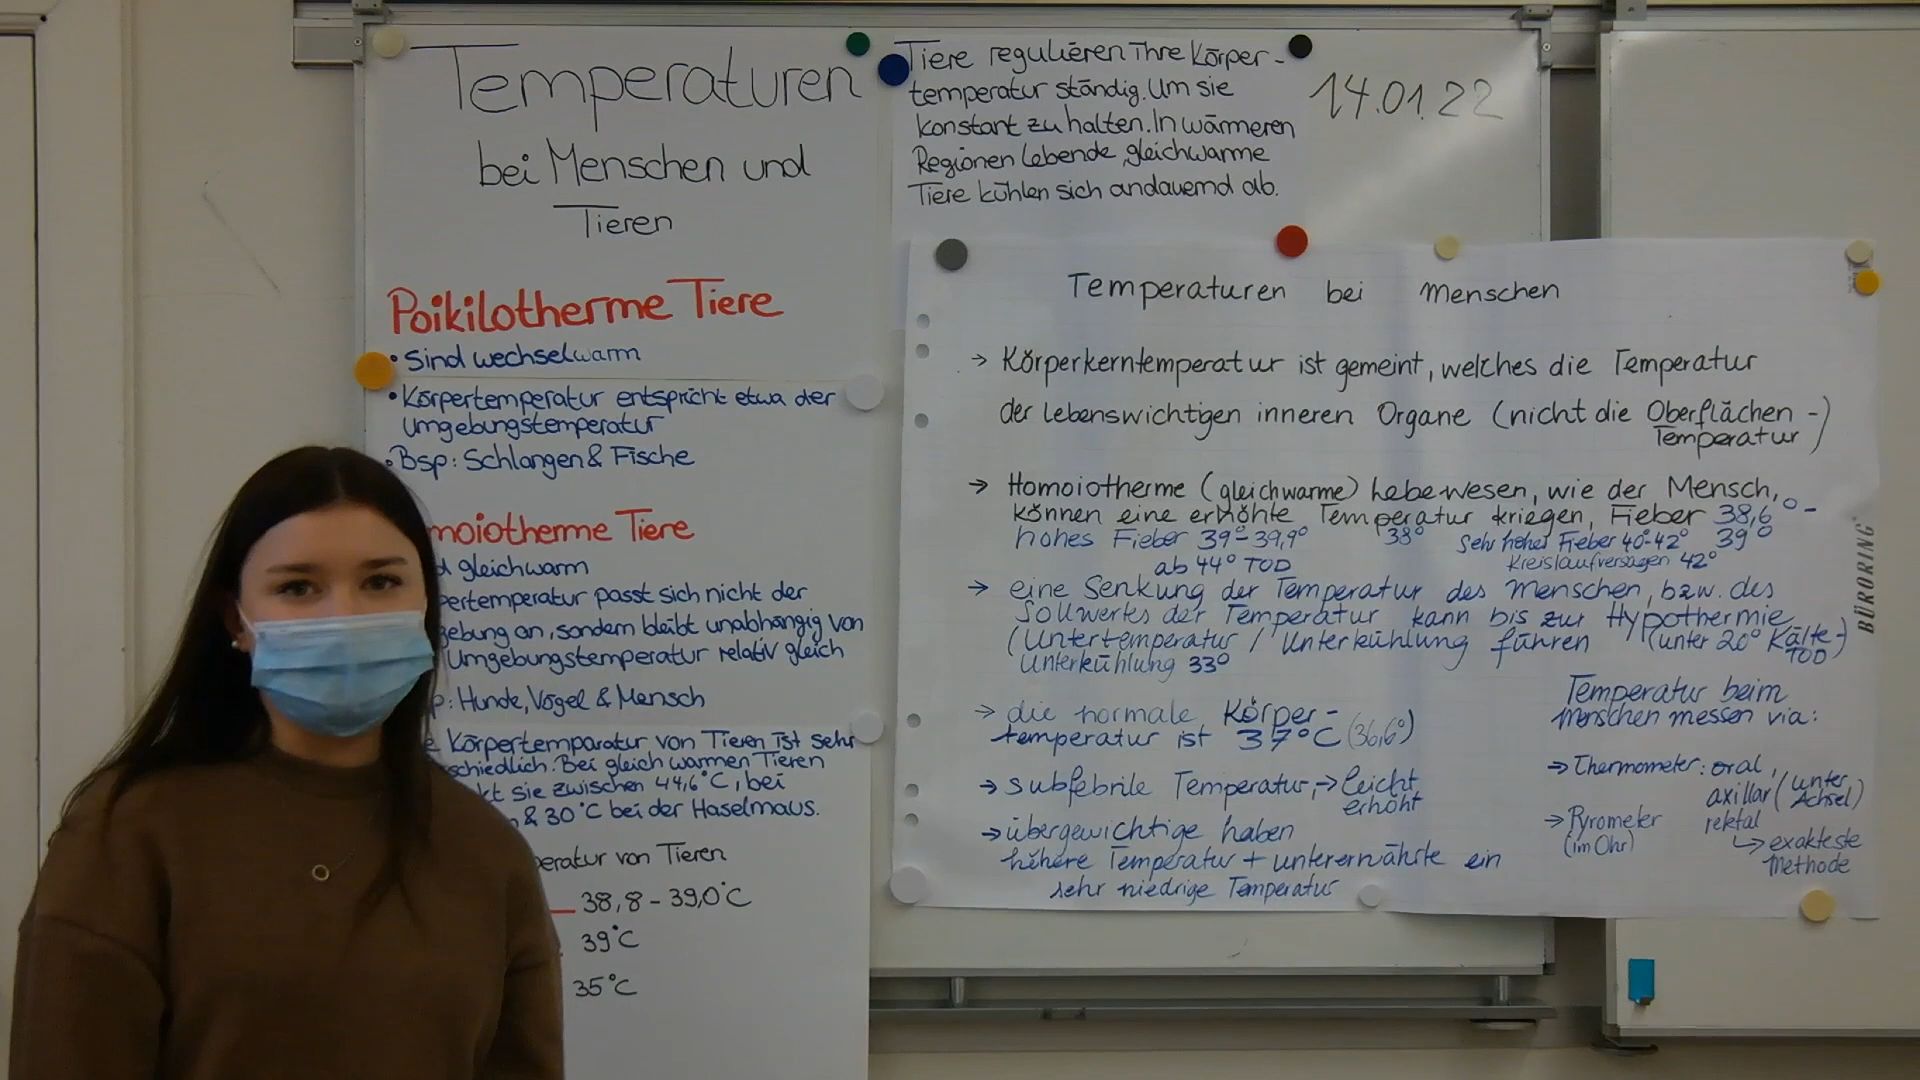 Temperaturen
bei Menschen und
Tieren
Poikilotherme Tiere
• Sind wechselwarm
• Körpertemperatur entspricht etwa der
Umgebungstemperatur
• Bsp: Schlangen & Fische
moiotherme Tiere
gleichwarm
pertemperatur passt sich nicht der
gebung an, sondern bleibt unabhängig von
Umgebungstemperatur relativ gleich
p: Hunde, Vögel & Mensch
e Körpertemparatur von Tieren ist sehr
schiedlich. Bei gleich warmen Tieren
kt sie zwischen 44,6°C, bei
& 30°C bei der Haselmaus.
peratur von Tieren
38,8 - 39,0°C
39°C
35°C
Tiere regulieren ihre Körper-
temperatur ständig. Um sie
konstant zu halten. In wärmeren
Regionen lebende gleichwarme
Tiere kühlen sich andauernd ab.
14.01.22
Temperaturen bei Menschen
→ Körperkerntemperatur ist gemeint, welches die Temperatur
der lebenswichtigen inneren Organe (nicht die Oberflächen-
Temperatur)
→ Homoiotherme (gleichwarme) Lebewesen, wie der Mensch,
können eine erhöhte Temperatur kriegen, Fieber 38,6° -
hohes Fieber 39° - 39,9° 38° Sehr hohes Fieber 40°-42° 39°
ab 44° TOD Kreislaufversagen 42°
→ eine Senkung der Temperatur des Menschen, bzw. des
Sollwerts der Temperatur kann bis zur Hypothermie
(Untertemperatur / Unterkühlung führen (unter 20° Kälte-
Unterkühlung 33° TOD)
→ die normale Körper-
temperatur ist 37°C (36,6°)
→ subfebrile Temperatur, → leicht
erhöht
→ übergewichtige haben
höhere Temperatur + unterernährte ein
sehr niedrige Temperatur
Temperatur beim
Menschen messen via:
→ Thermometer: oral,
axillar (unter
Achsel)
rektal
↳ exakteste
Methode
→ Pyrometer
(im Ohr)
BÜRORING